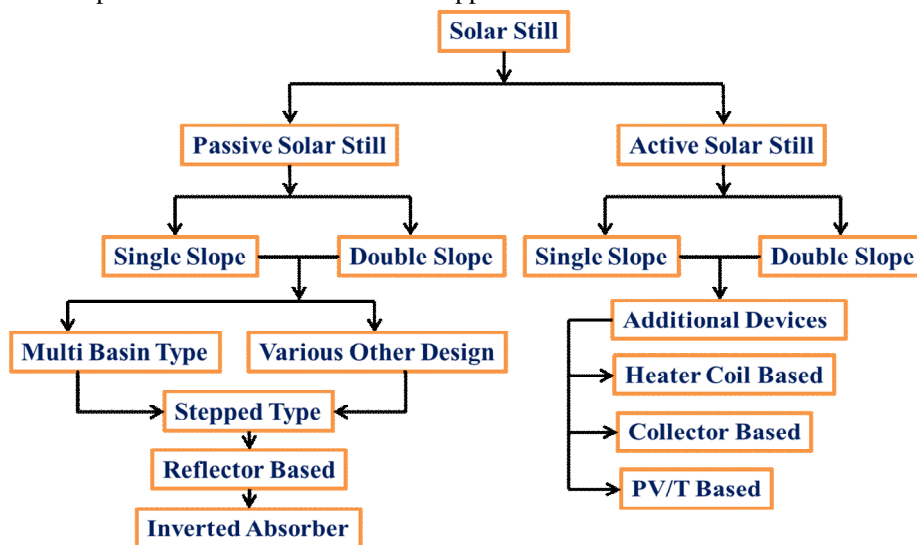 Solar Still
Passive Solar Still
Active Solar Still
Single Slope
Double Slope
Single Slope
Double Slope
Multi Basin Type
Various Other Design
Additional Devices
Heater Coil Based
Stepped Type
Collector Based
Reflector Based
PV/T Based
Inverted Absorber